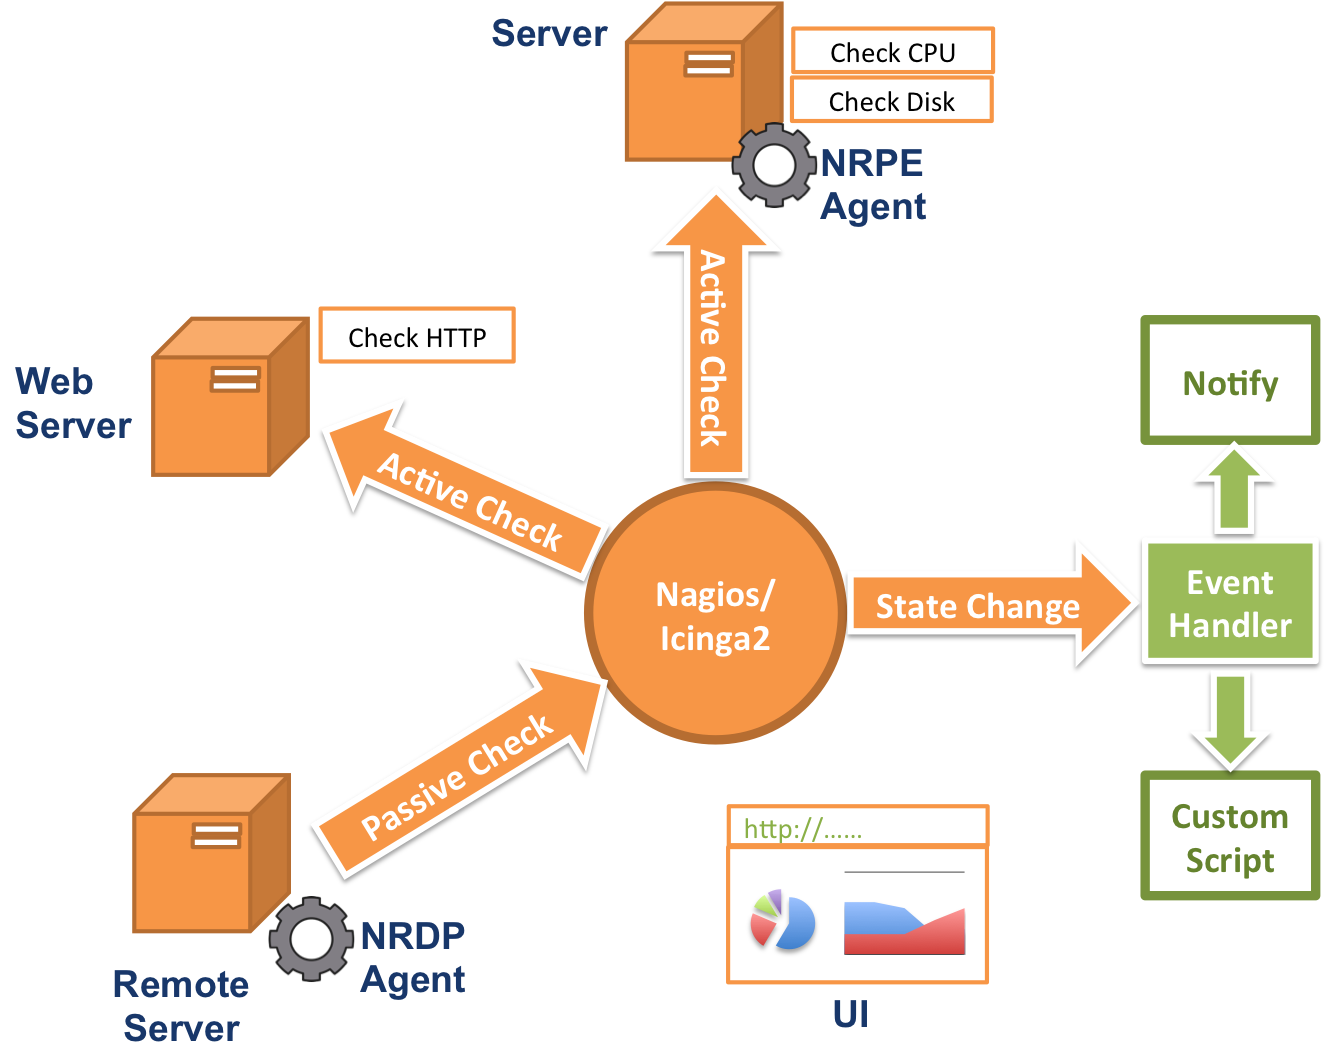 Server
Check CPU
Check Disk
NRPE
Agent
Active Check
Check HTTP
Web
Server
Active Check
Notify
Nagios/
Icinga2
State Change
Event
Handler
Passive Check
Custom
Script
http://......
NRDP
Agent
Remote
Server
UI